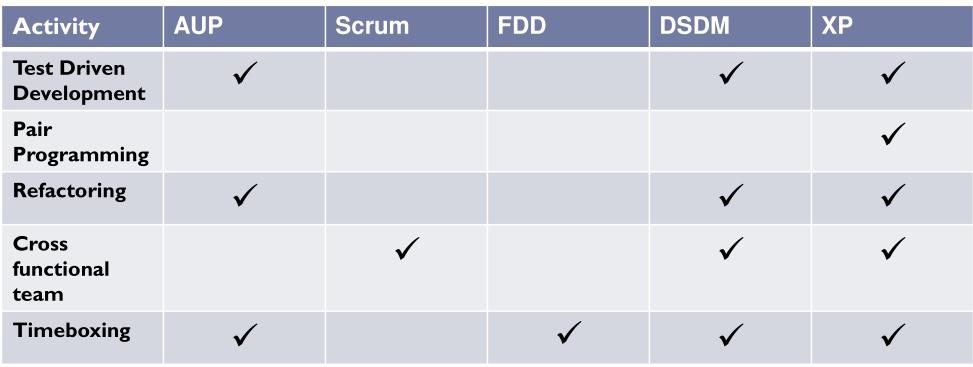 Activity AUP Scrum FDD DSDM XP
Test Driven ✓ ✓ ✓
Development
Pair ✓
Programming
Refactoring ✓ ✓ ✓
Cross ✓ ✓ ✓
functional
team
Timeboxing ✓ ✓ ✓ ✓